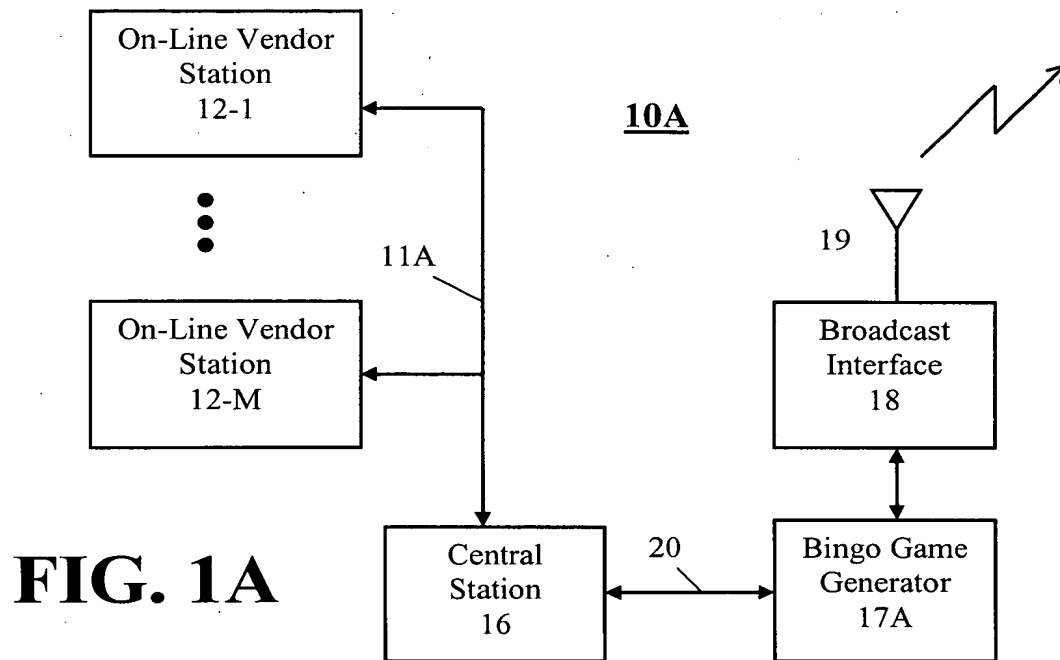 On-Line Vendor
Station
12-1
10A
19
11A
On-Line Vendor
Station
12-M
Broadcast
Interface
18
20
Central
Station
16
Bingo Game
Generator
17A
FIG. 1A